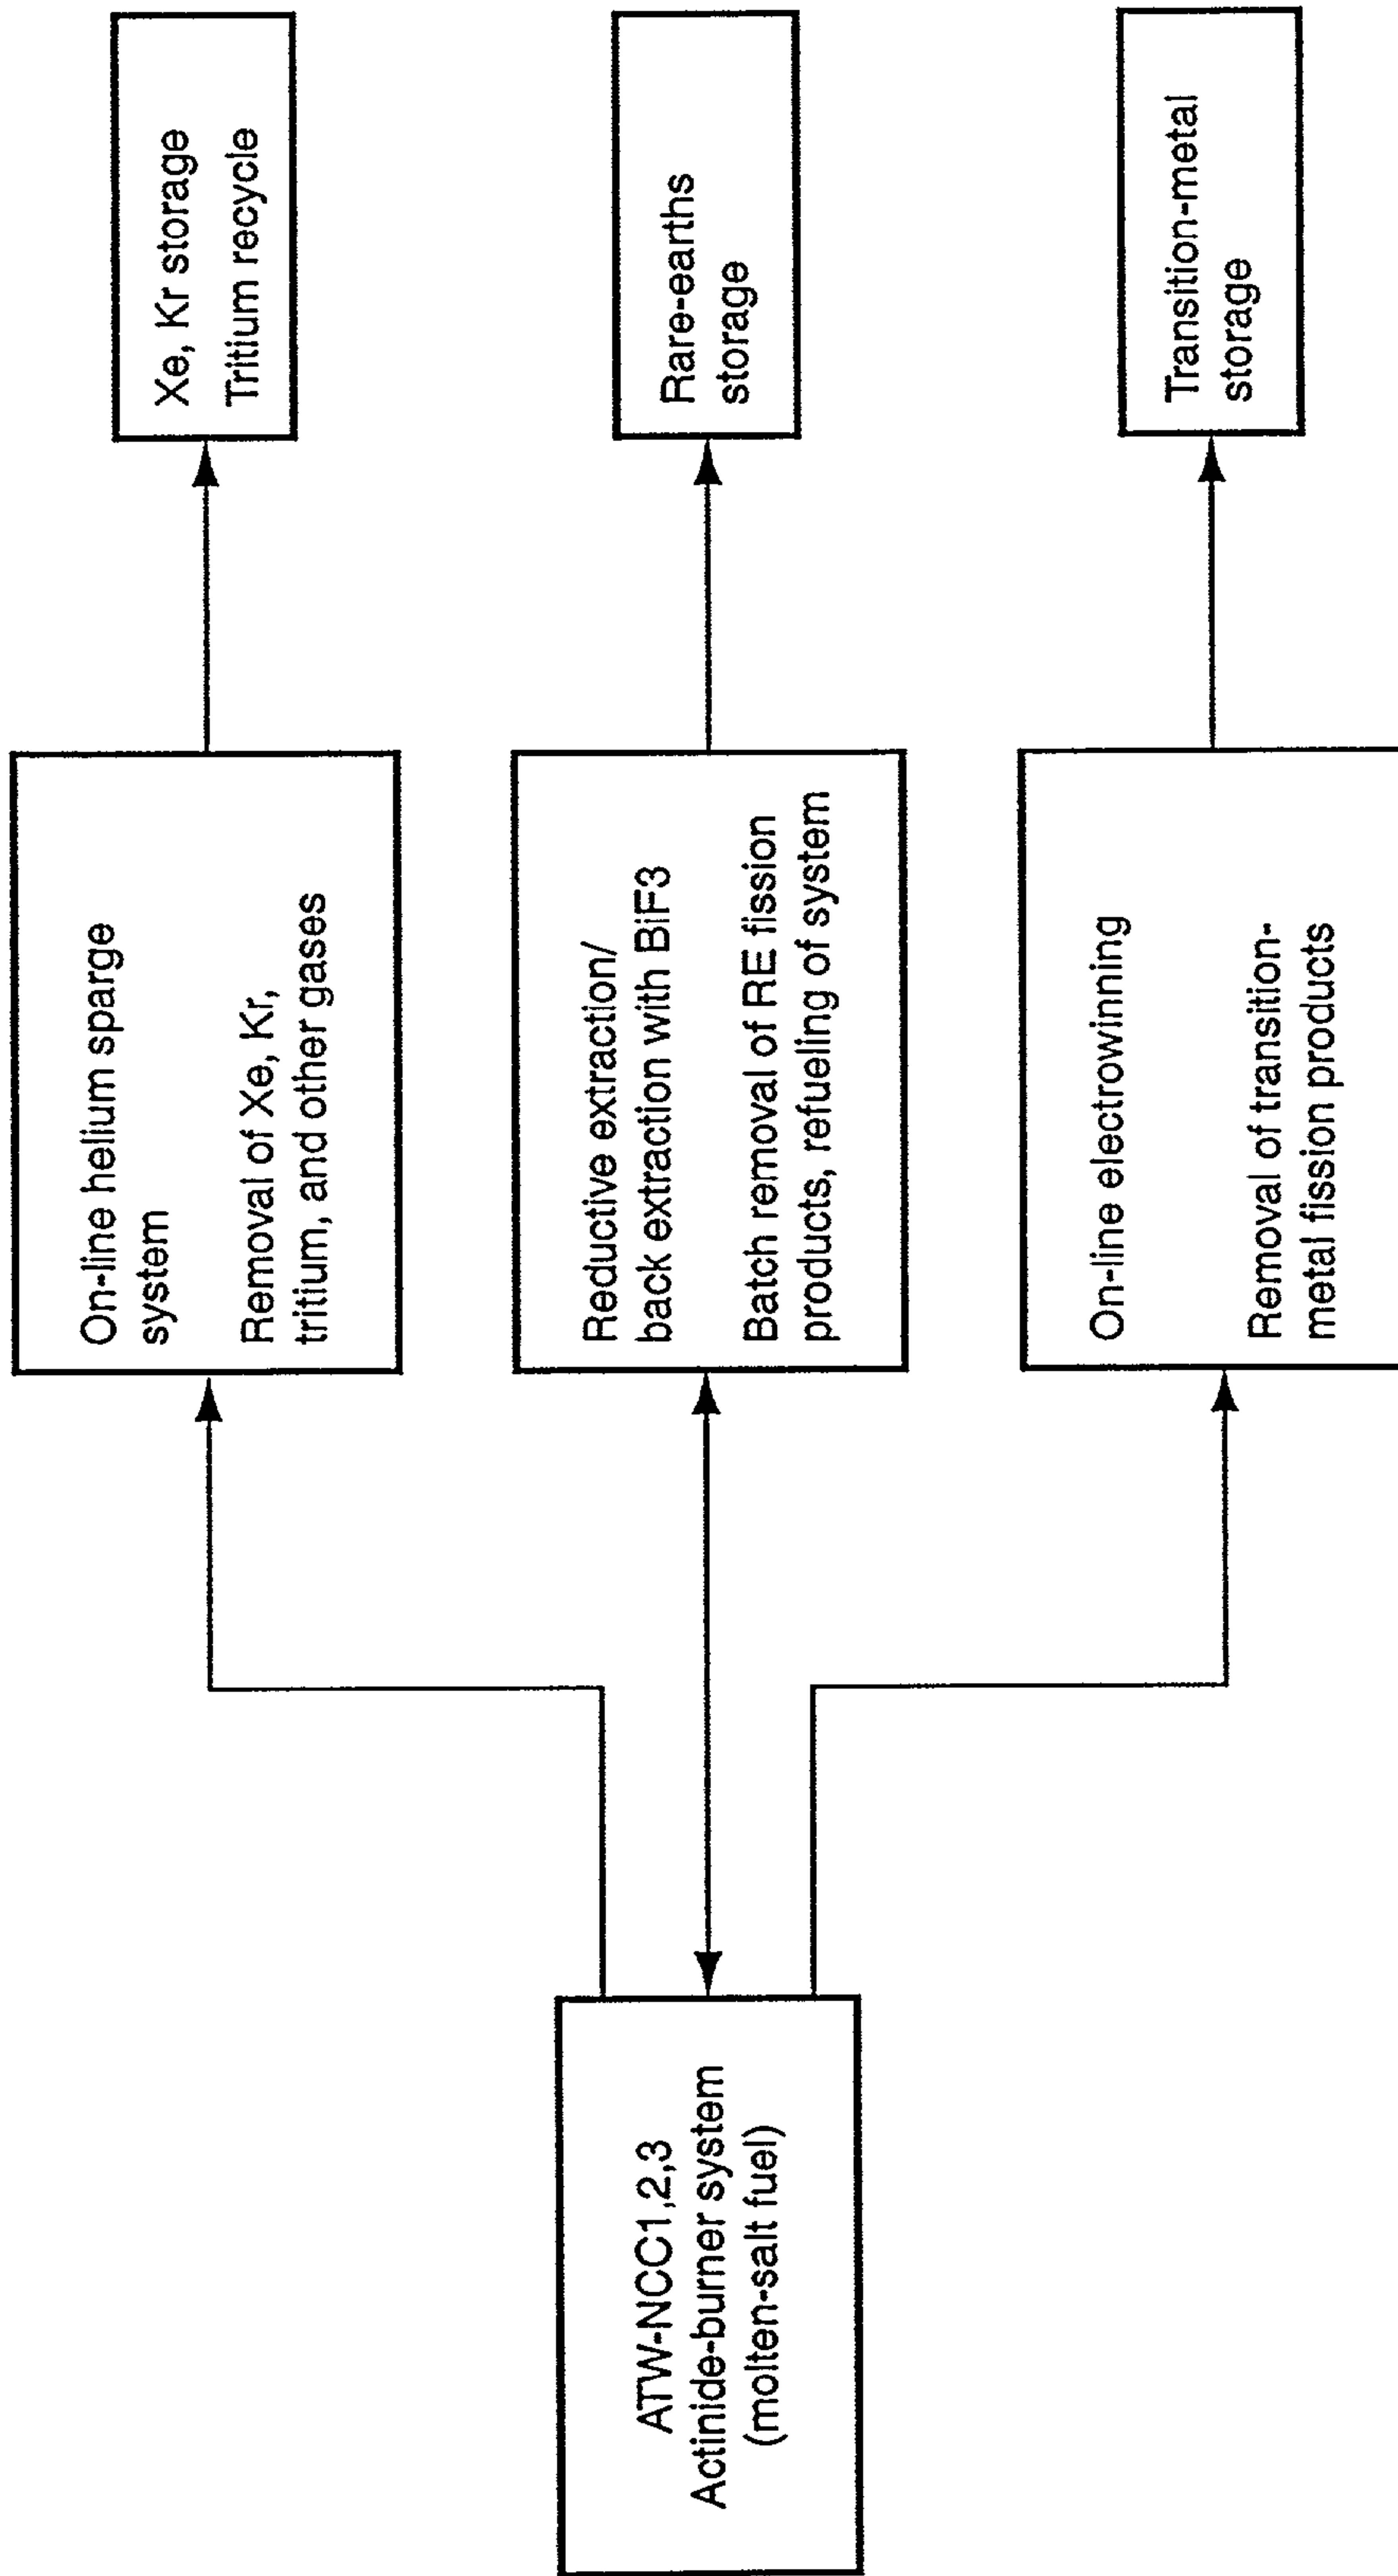 ATW-NCC1,2,3
Actinide-burner system
(molten-salt fuel)
On-line helium sparge
system
Removal of Xe, Kr,
tritium, and other gases
Xe, Kr storage
Tritium recycle
Reductive extraction/
back extraction with BiF3
Batch removal of RE fission
products, refueling of system
Rare-earths
storage
On-line electrowinning
Removal of transition-
metal fission products
Transition-metal
storage